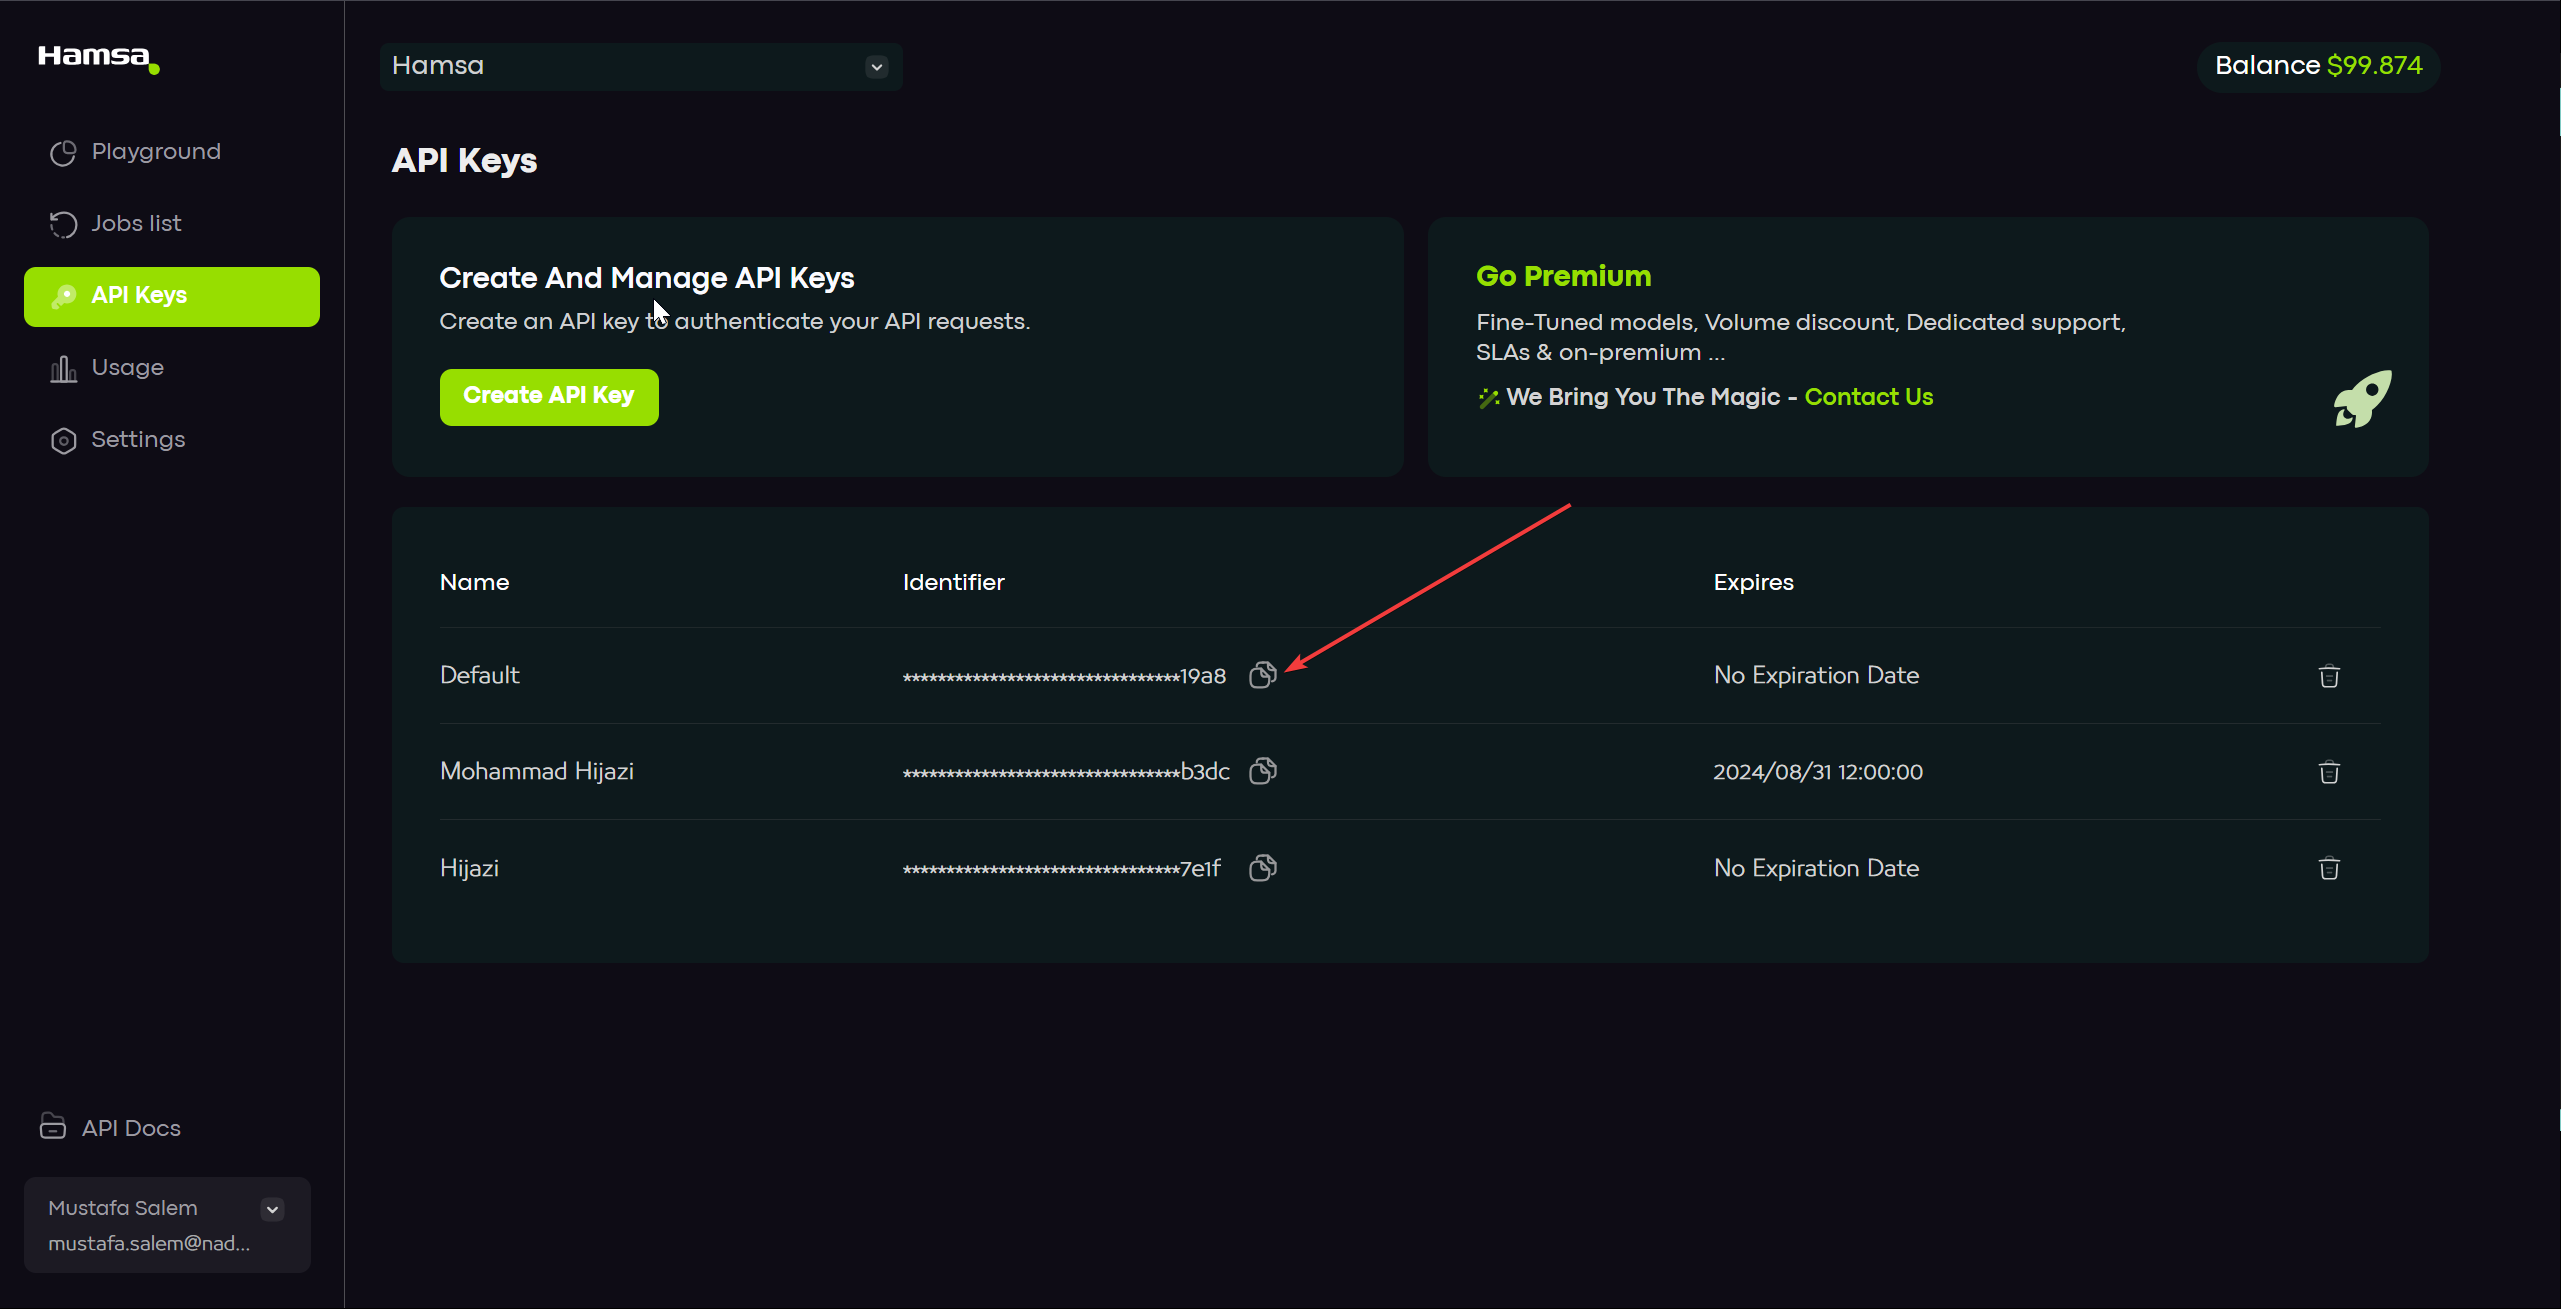 Hamsa
Playground
Jobs list
API Keys
Usage
Settings
API Docs
Mustafa Salem
mustafa.salem@nad...
Hamsa
Balance $99.874
API Keys
Create And Manage API Keys
Create an API key to authenticate your API requests.
Create API Key
Go Premium
Fine-Tuned models, Volume discount, Dedicated support,
SLAs & on-premium ...
We Bring You The Magic - Contact Us
Name Identifier Expires
Default ********************************19a8 No Expiration Date
Mohammad Hijazi ********************************b3dc 2024/08/31 12:00:00
Hijazi ********************************7e1f No Expiration Date